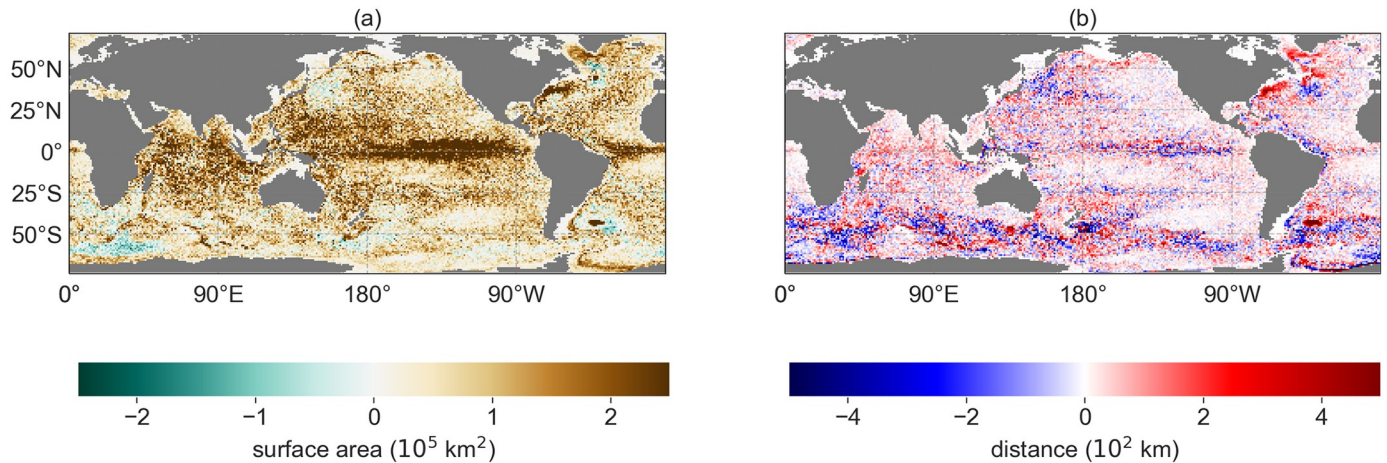 (a)
(b)
50°N
25°N
0°
25°S
50°S
0°
90°E
180°
90°W
0°
90°E
180°
90°W
−2
−1
0
1
2
−4
−2
0
2
4
surface area (10⁵ km²)
distance (10² km)